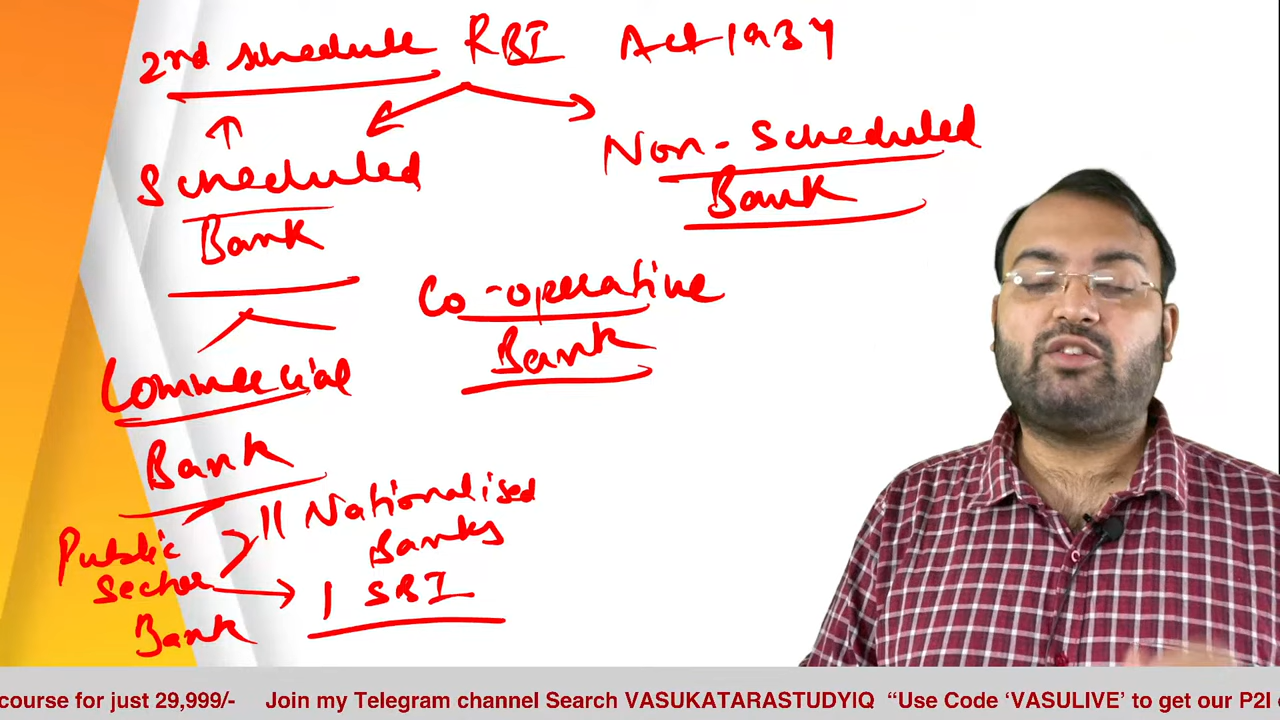 2nd schedule RBI Act 1934
Scheduled
Bank
Non-Scheduled
Bank
Co-operative
Bank
Commercial
Bank
Public
Sector
Bank
11 Nationalised
Banks
1 SBI
course for just 29,999/- Join my Telegram channel Search VASUKATARASTUDYIQ “Use Code ‘VASULIVE’ to get our P2I